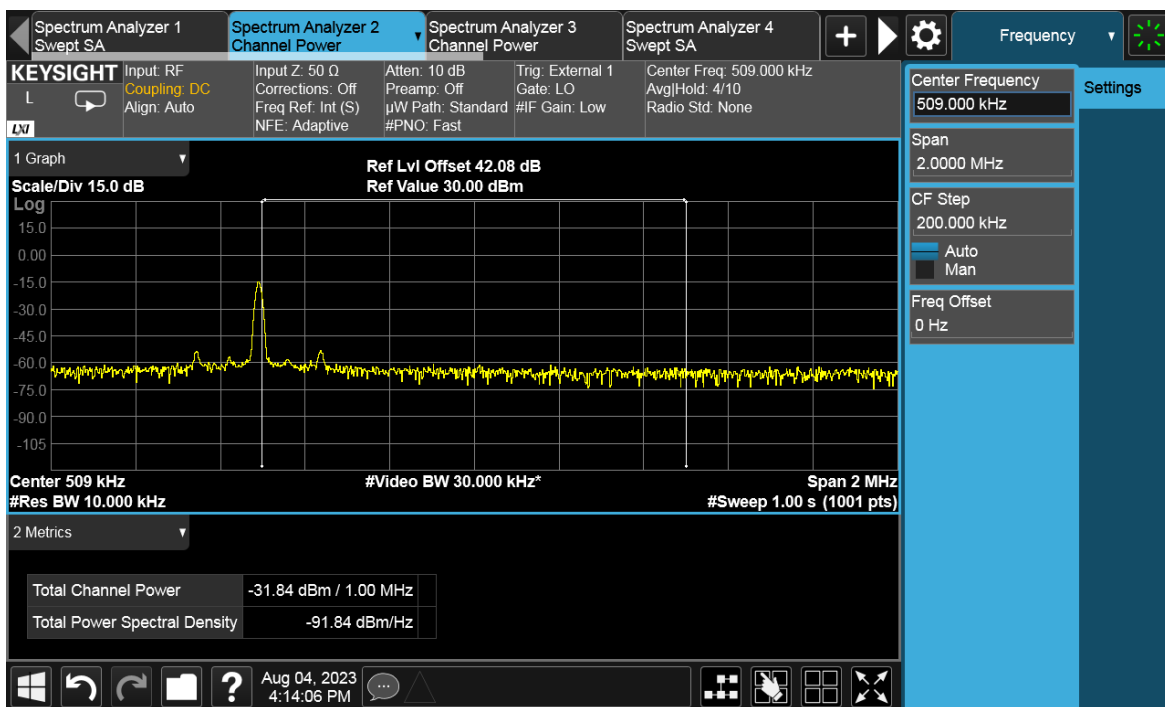 Spectrum Analyzer 1
Swept SA
Spectrum Analyzer 2
Channel Power
Spectrum Analyzer 3
Channel Power
Spectrum Analyzer 4
Swept SA
+
Frequency
KEYSIGHT
L
LXI
Input: RF
Coupling: DC
Align: Auto
Input Z: 50 Ω
Corrections: Off
Freq Ref: Int (S)
NFE: Adaptive
Atten: 10 dB
Preamp: Off
µW Path: Standard
#PNO: Fast
Trig: External 1
Gate: LO
#IF Gain: Low
Center Freq: 509.000 kHz
Avg|Hold: 4/10
Radio Std: None
Center Frequency
509.000 kHz
Settings
Span
2.0000 MHz
CF Step
200.000 kHz
Auto
Man
Freq Offset
0 Hz
1 Graph
Scale/Div 15.0 dB
Ref Lvl Offset 42.08 dB
Ref Value 30.00 dBm
Log
15.0
0.00
-15.0
-30.0
-45.0
-60.0
-75.0
-90.0
-105
Center 509 kHz
#Video BW 30.000 kHz*
Span 2 MHz
#Res BW 10.000 kHz
#Sweep 1.00 s (1001 pts)
2 Metrics
Total Channel Power -31.84 dBm / 1.00 MHz
Total Power Spectral Density -91.84 dBm/Hz
?
Aug 04, 2023
4:14:06 PM